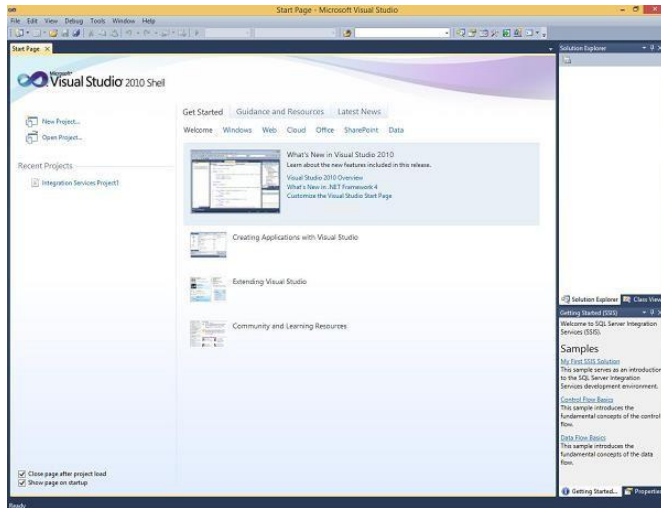 Start Page - Microsoft Visual Studio
File Edit View Debug Tools Window Help
Start Page
Microsoft
Visual Studio 2010 Shell
New Project...
Open Project...
Recent Projects
Integration Services Project1
Close page after project load
Show page on startup
Get Started Guidance and Resources Latest News
Welcome Windows Web Cloud Office SharePoint Data
What's New in Visual Studio 2010
Learn about the new features included in this release.
Visual Studio 2010 Overview
What's New in .NET Framework 4
Customize the Visual Studio Start Page
Creating Applications with Visual Studio
Extending Visual Studio
Community and Learning Resources
Solution Explorer
Solution Explorer Class View
Getting Started (SSIS)
Welcome to SQL Server Integration
Services (SSIS).
Samples
My First SSIS Solution
This sample serves as an introduction
to the SQL Server Integration
Services development environment.
Control Flow Basics
This sample introduces the
fundamental concepts of the control
flow.
Data Flow Basics
This sample introduces the
fundamental concepts of the data
flow.
Getting Started... Properties
Ready